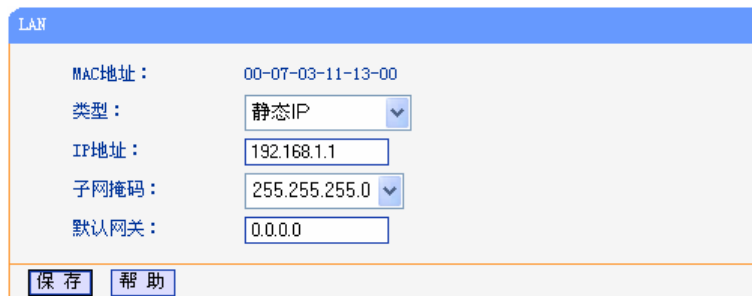 LAN
MAC地址： 00-07-03-11-13-00
类型： 静态IP
IP地址： 192.168.1.1
子网掩码： 255.255.255.0
默认网关： 0.0.0.0
保 存 帮 助